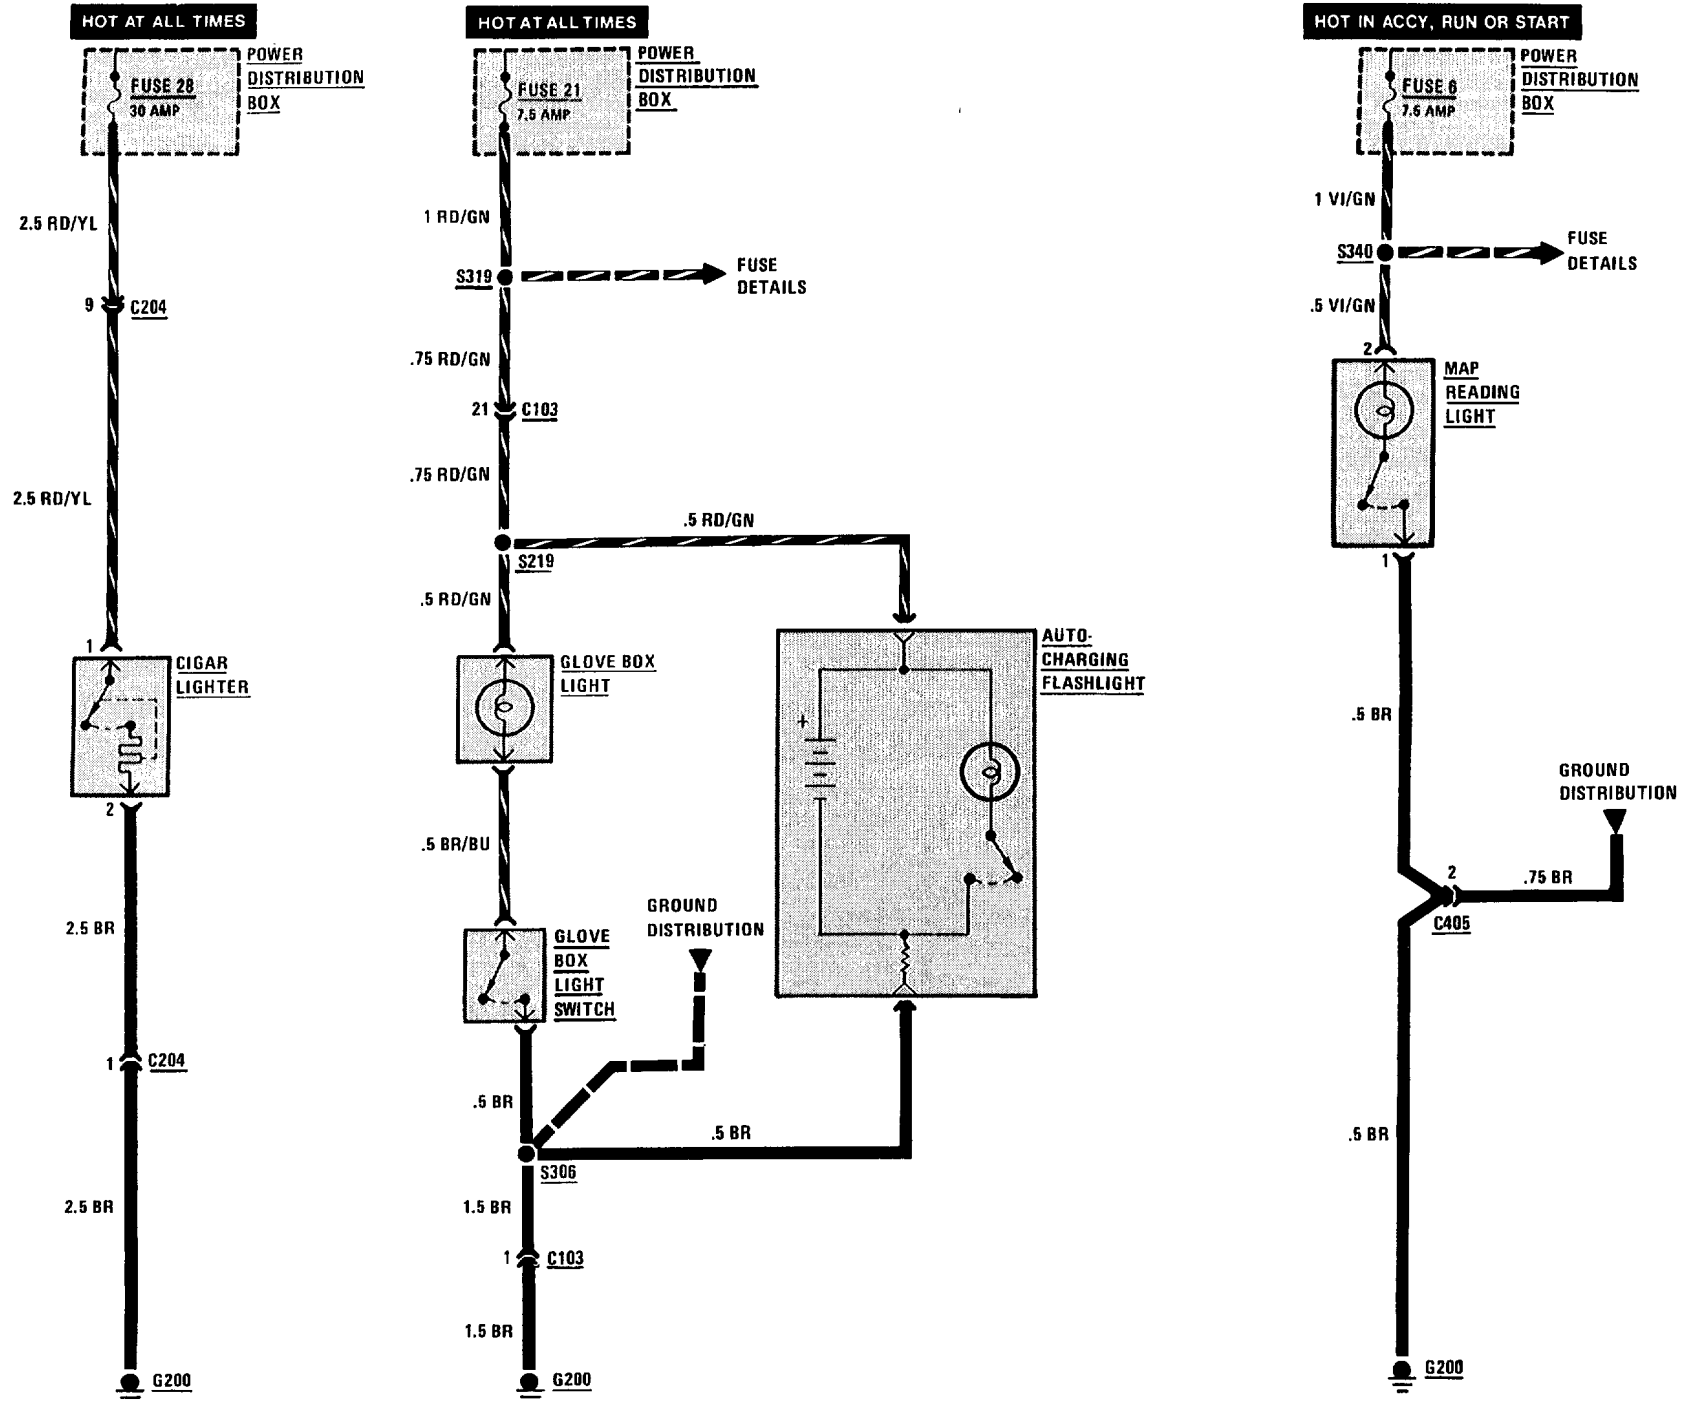 HOT AT ALL TIMES
POWER
DISTRIBUTION
BOX
FUSE 28
30 AMP
2.5 RD/YL
9
C204
2.5 RD/YL
1
CIGAR
LIGHTER
2
2.5 BR
1
C204
2.5 BR
G200
HOT AT ALL TIMES
POWER
DISTRIBUTION
BOX
FUSE 21
7.5 AMP
1 RD/GN
S319
FUSE
DETAILS
.75 RD/GN
21
C103
.75 RD/GN
.5 RD/GN
S219
.5 RD/GN
GLOVE BOX
LIGHT
AUTO-
CHARGING
FLASHLIGHT
+
.5 BR/BU
GLOVE
BOX
LIGHT
SWITCH
GROUND
DISTRIBUTION
.5 BR
.5 BR
S306
1.5 BR
1
C103
1.5 BR
G200
HOT IN ACCY, RUN OR START
POWER
DISTRIBUTION
BOX
FUSE 6
7.5 AMP
1 VI/GN
S340
FUSE
DETAILS
.5 VI/GN
2
MAP
READING
LIGHT
1
.5 BR
GROUND
DISTRIBUTION
2
.75 BR
C405
.5 BR
G200